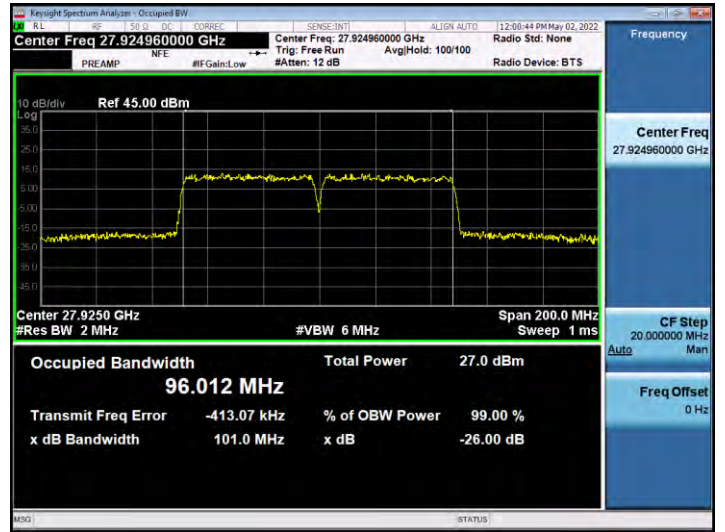 Keysight Spectrum Analyzer - Occupied BW
LXI RL RF 50 Ω DC CORREC SENSE:INT ALIGN AUTO 12:00:44 PM May 02, 2022
Center Freq 27.924960000 GHz Center Freq: 27.924960000 GHz Radio Std: None
NFE Trig: Free Run Avg|Hold: 100/100
PREAMP #IFGain:Low #Atten: 12 dB Radio Device: BTS
Frequency
10 dB/div Ref 45.00 dBm
Log
35.0
25.0
15.0
5.00
-5.00
-15.0
-25.0
-35.0
-45.0
Center 27.9250 GHz Span 200.0 MHz
#Res BW 2 MHz #VBW 6 MHz Sweep 1 ms
Center Freq
27.924960000 GHz
CF Step
20.000000 MHz
Auto Man
Freq Offset
0 Hz
Occupied Bandwidth Total Power 27.0 dBm
96.012 MHz
Transmit Freq Error -413.07 kHz % of OBW Power 99.00 %
x dB Bandwidth 101.0 MHz x dB -26.00 dB
MSG STATUS